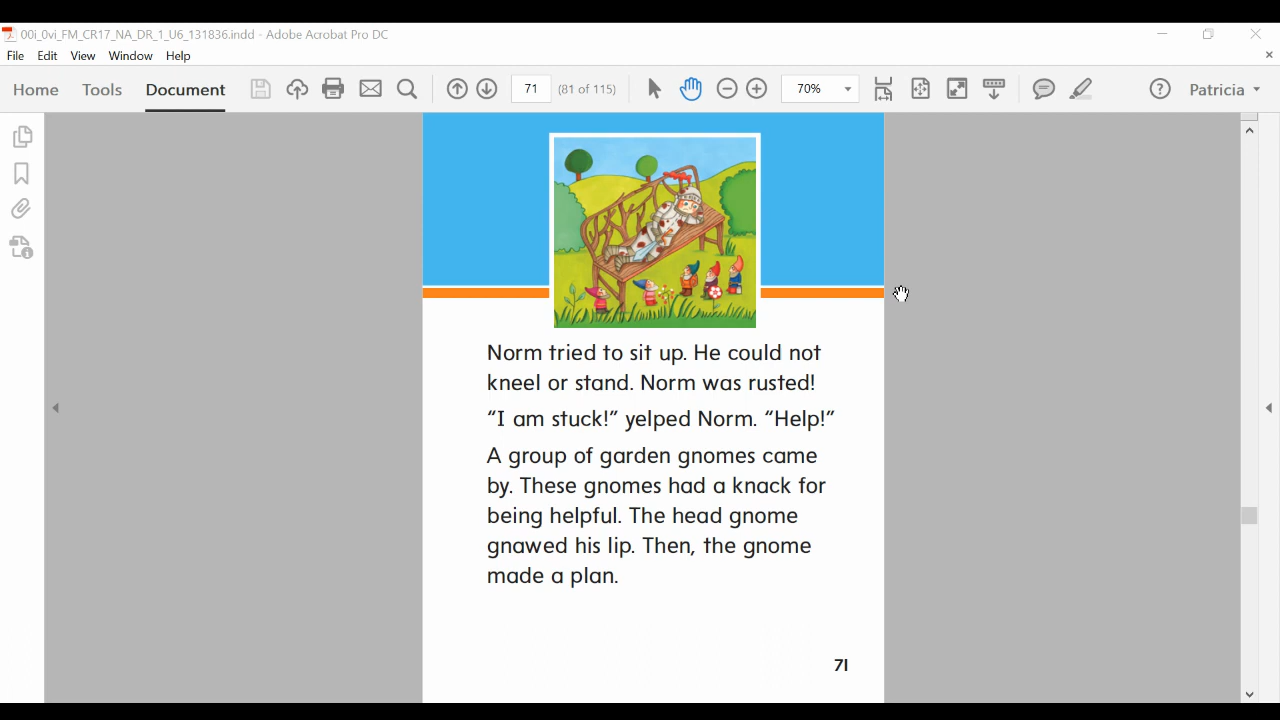 00i_0vi_FM_CR17_NA_DR_1_U6_131836.indd - Adobe Acrobat Pro DC
File Edit View Window Help
Home Tools Document 71 (81 of 115) 70% Patricia
Norm tried to sit up. He could not
kneel or stand. Norm was rusted!
“I am stuck!” yelped Norm. “Help!”
A group of garden gnomes came
by. These gnomes had a knack for
being helpful. The head gnome
gnawed his lip. Then, the gnome
made a plan.
71